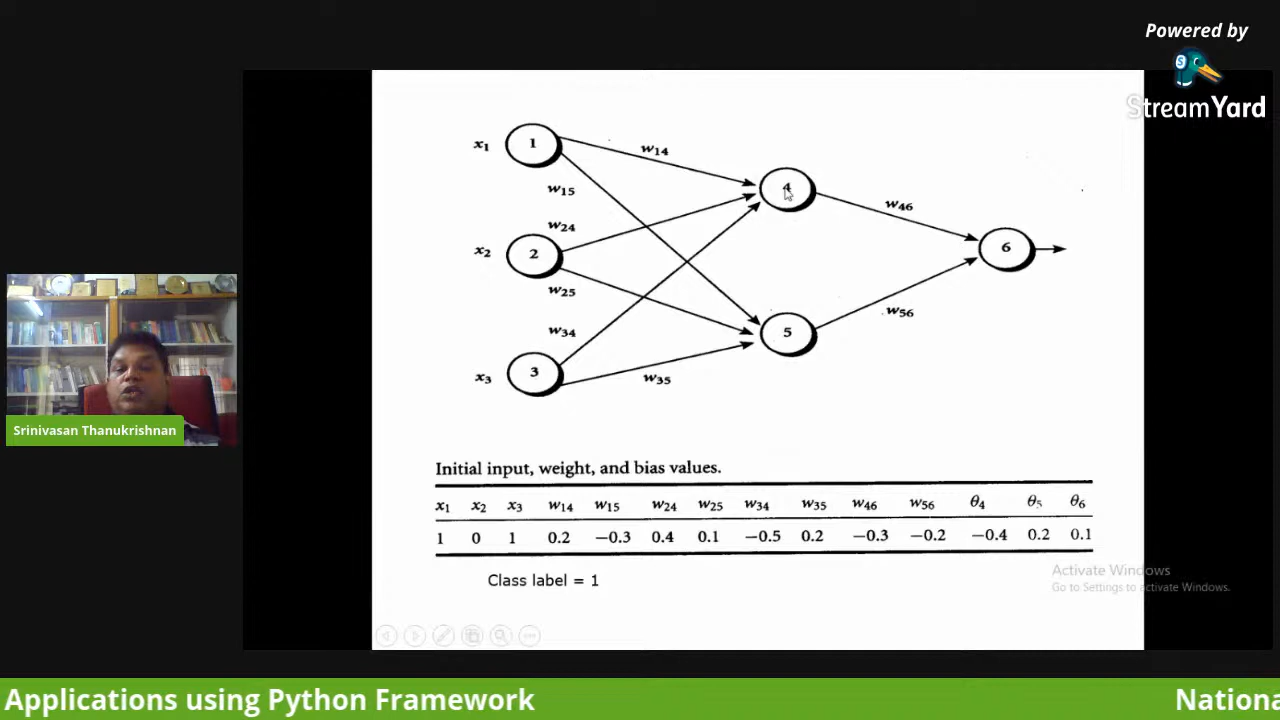 Powered by
StreamYard
x1 1 w14
w15 4
w24 w46
x2 2 6
w25
w34 5 w56
x3 3
w35
Initial input, weight, and bias values.
x1 x2 x3 w14 w15 w24 w25 w34 w35 w46 w56 θ4 θ5 θ6
1 0 1 0.2 −0.3 0.4 0.1 −0.5 0.2 −0.3 −0.2 −0.4 0.2 0.1
Class label = 1
Srinivasan Thanukrishnan
Activate Windows
Go to Settings to activate Windows.
Applications using Python Framework
Nationa